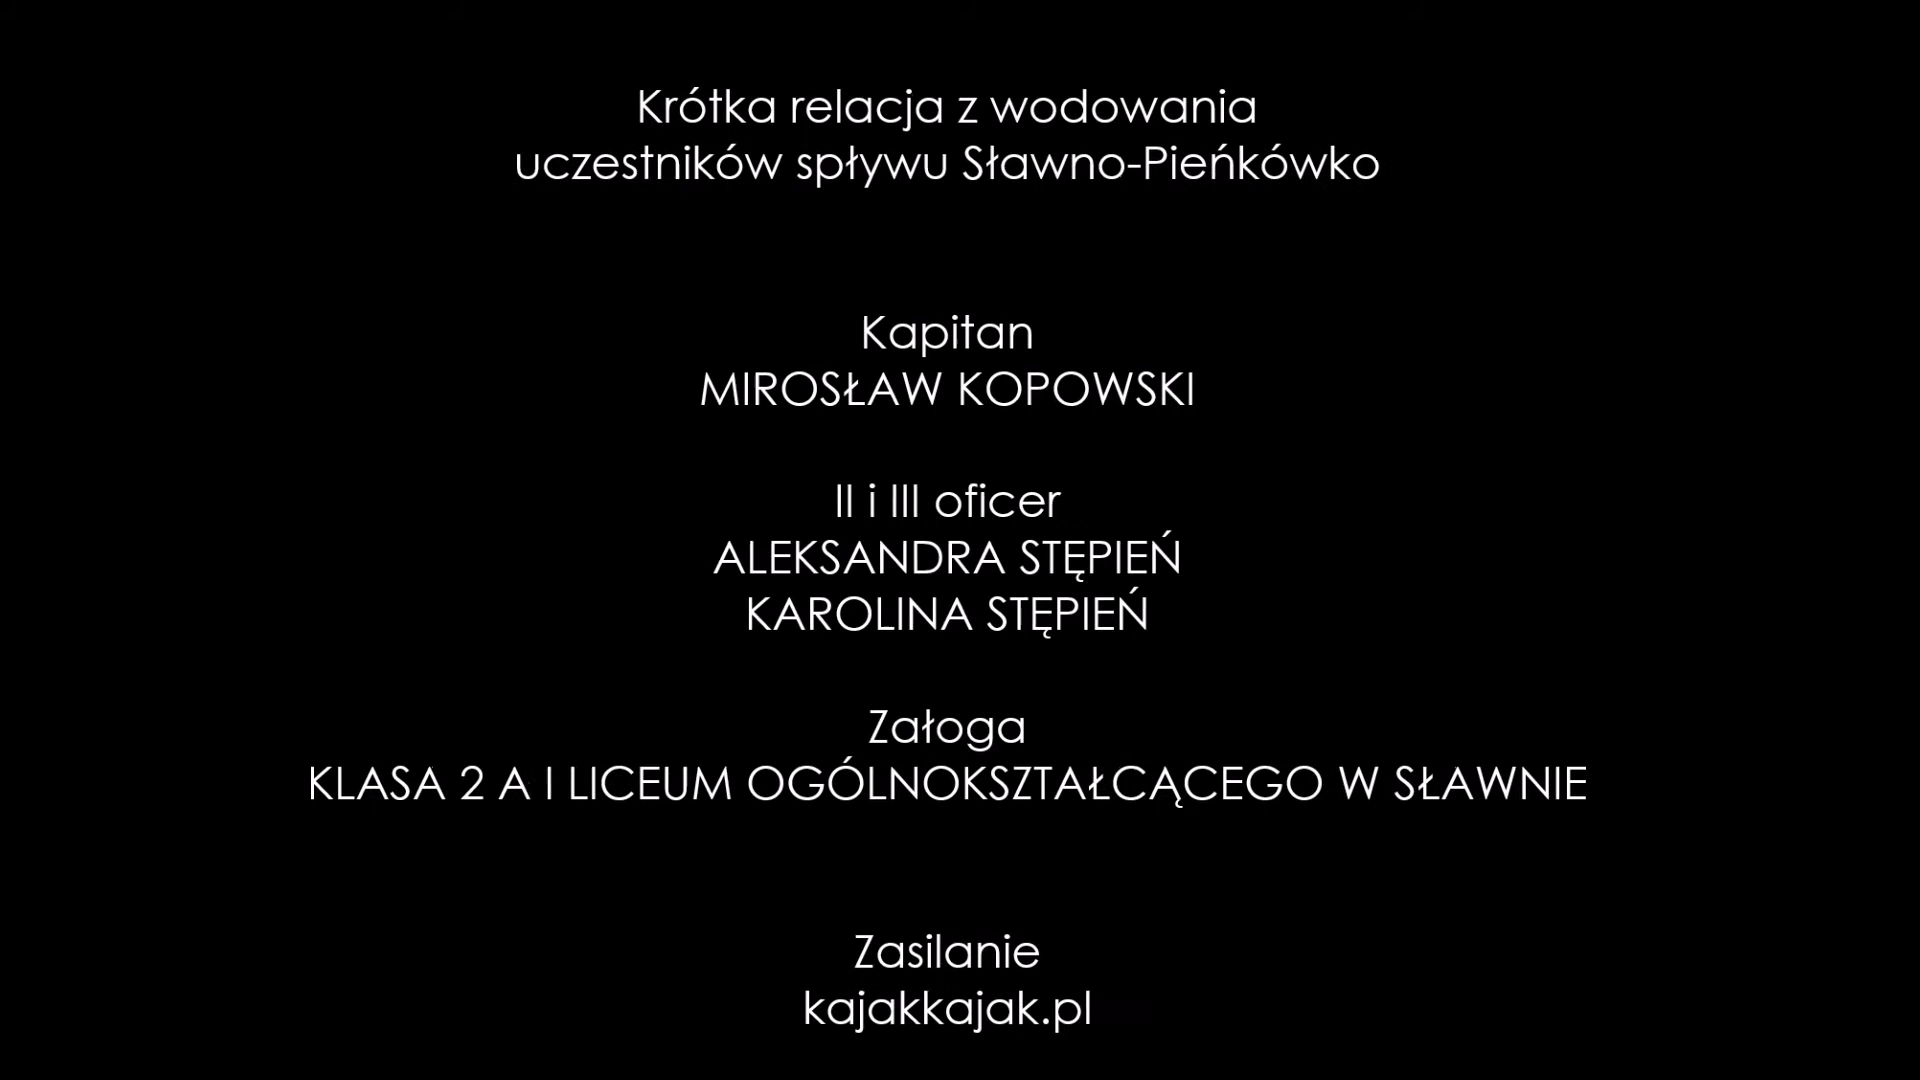 Krótka relacja z wodowania
uczestników spływu Sławno-Pieńkówko
Kapitan
MIROSŁAW KOPOWSKI
II i III oficer
ALEKSANDRA STĘPIEŃ
KAROLINA STĘPIEŃ
Załoga
KLASA 2 A I LICEUM OGÓLNOKSZTAŁCĄCEGO W SŁAWNIE
Zasilanie
kajakkajak.pl